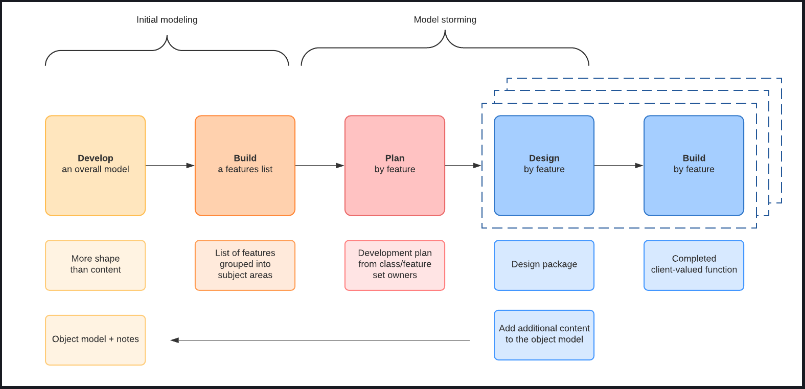 Initial modeling
Model storming
Develop
an overall model
Build
a features list
Plan
by feature
Design
by feature
Build
by feature
More shape
than content
List of features
grouped into
subject areas
Development plan
from class/feature
set owners
Design package
Completed
client-valued function
Object model + notes
Add additional content
to the object model